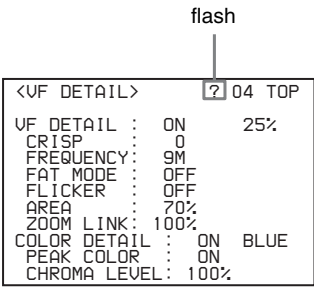 flash
<VF DETAIL> ? 04 TOP
VF DETAIL : ON 25%
CRISP : 0
FREQUENCY: 9M
FAT MODE : OFF
FLICKER : OFF
AREA : 70%
ZOOM LINK: 100%
COLOR DETAIL : ON BLUE
PEAK COLOR : ON
CHROMA LEVEL: 100%